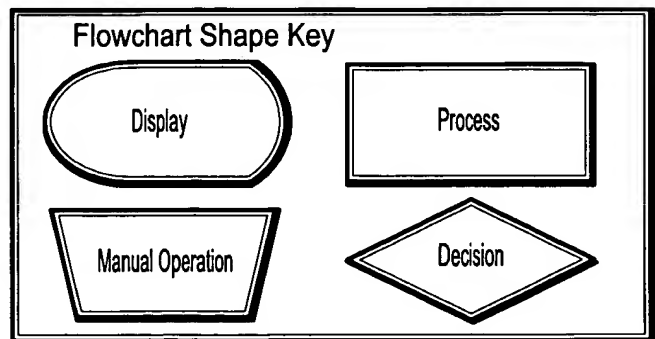 Flowchart Shape Key
Display
Process
Manual Operation
Decision